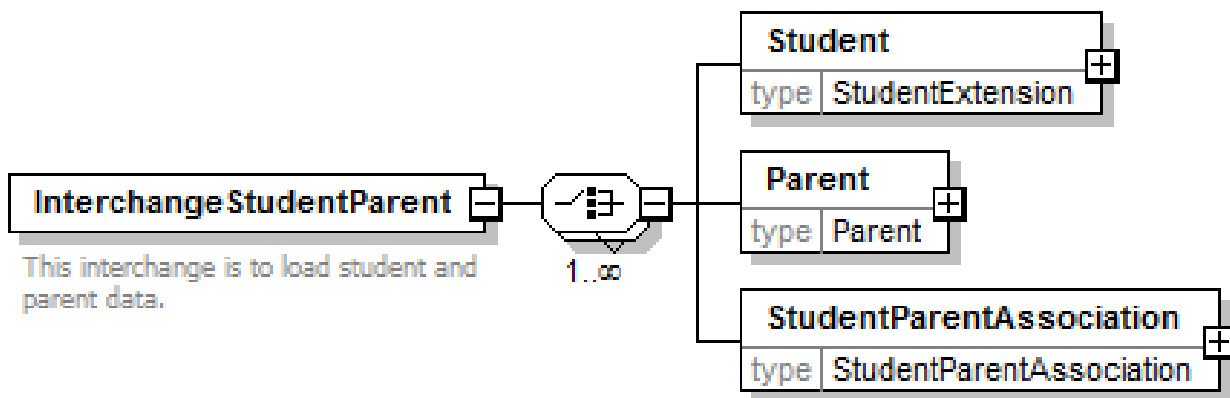 Student
type StudentExtension
Parent
type Parent
InterchangeStudentParent
This interchange is to load student and
parent data.
1..∞
StudentParentAssociation
type StudentParentAssociation